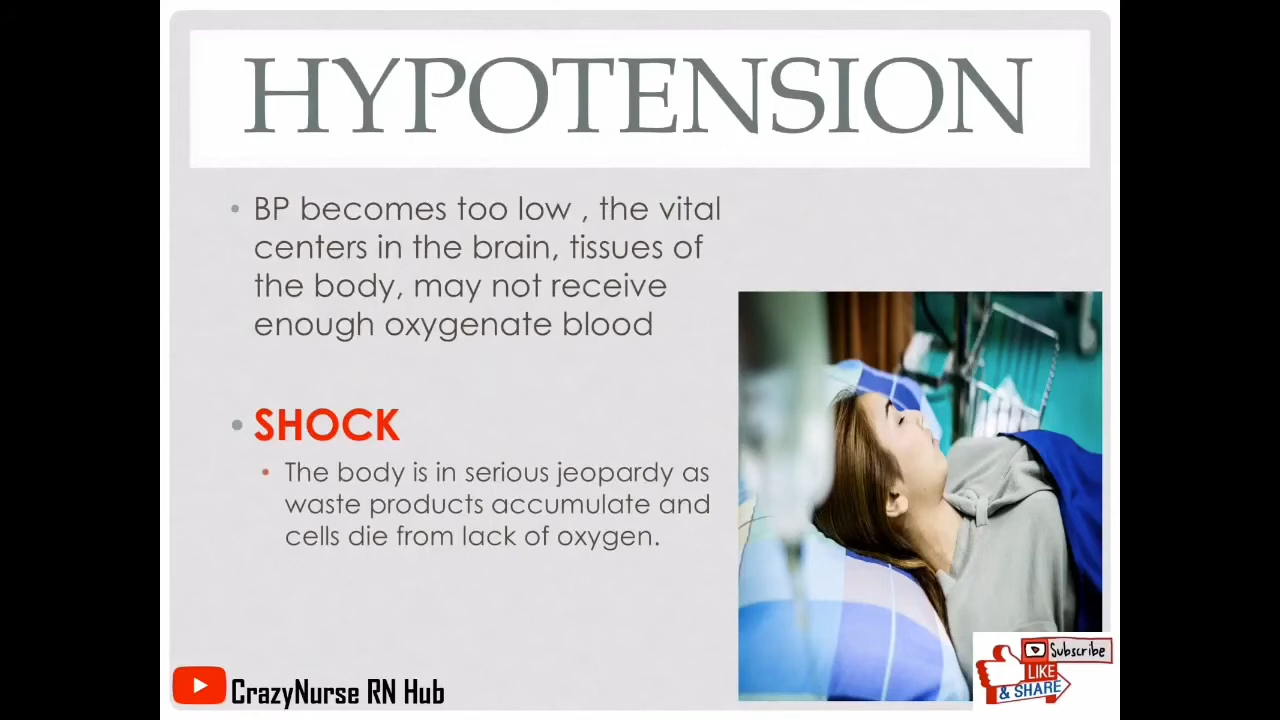 HYPOTENSION
• BP becomes too low , the vital
centers in the brain, tissues of
the body, may not receive
enough oxygenate blood
• SHOCK
• The body is in serious jeopardy as
waste products accumulate and
cells die from lack of oxygen.
CrazyNurse RN Hub
Subscribe
LIKE
& SHARE